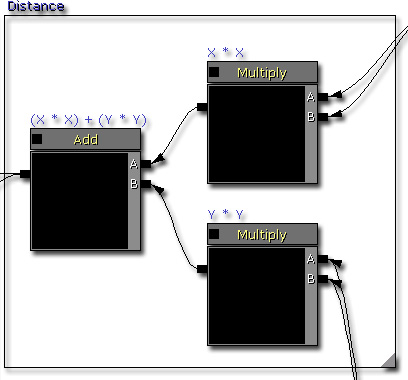 Distance
X * X
Multiply
A
B
(X * X) + (Y * Y)
Add
A
B
Y * Y
Multiply
A
B